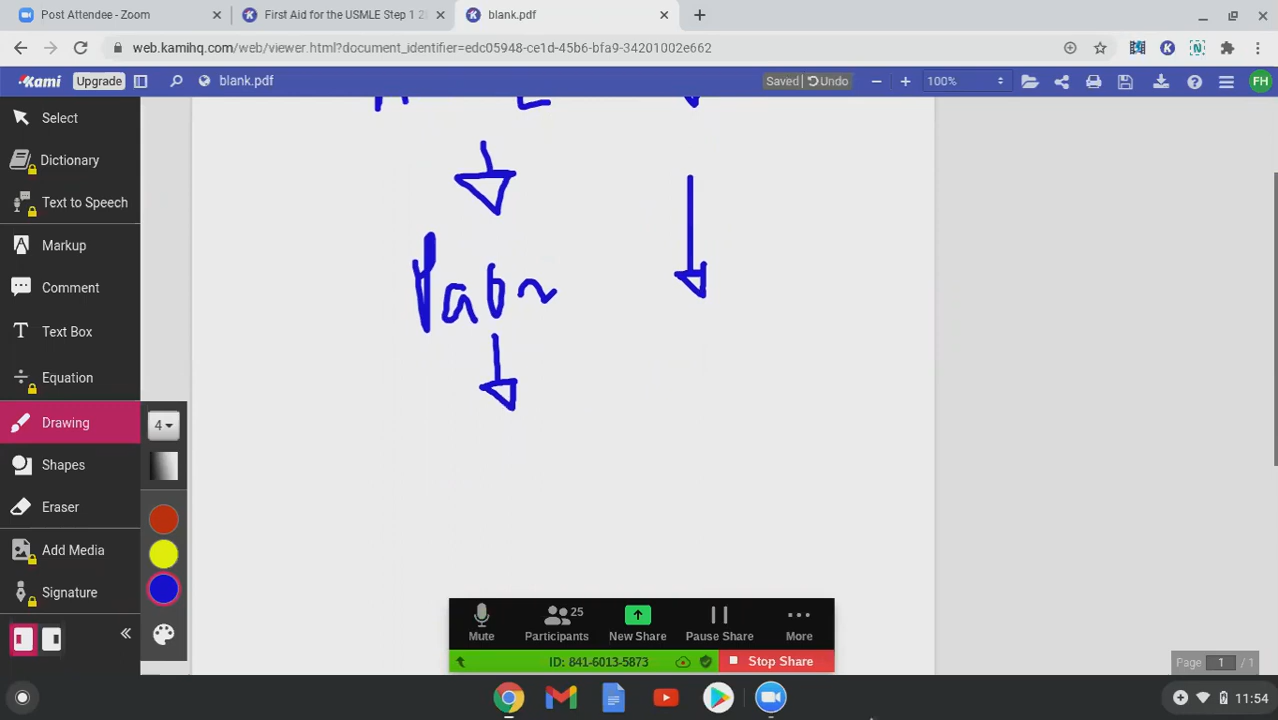 Post Attendee - Zoom
First Aid for the USMLE Step 1 2
blank.pdf
web.kamihq.com/web/viewer.html?document_identifier=edc05948-ce1d-45b6-bfa9-34201002e662
Kami Upgrade blank.pdf Saved Undo 100% FH
Select
Dictionary
Text to Speech
Markup
Comment
Text Box
Equation
Drawing 4
Shapes
Eraser
Add Media
Signature
25
Mute Participants New Share Pause Share More
ID: 841-6013-5873 Stop Share
Page 1 / 1
11:54